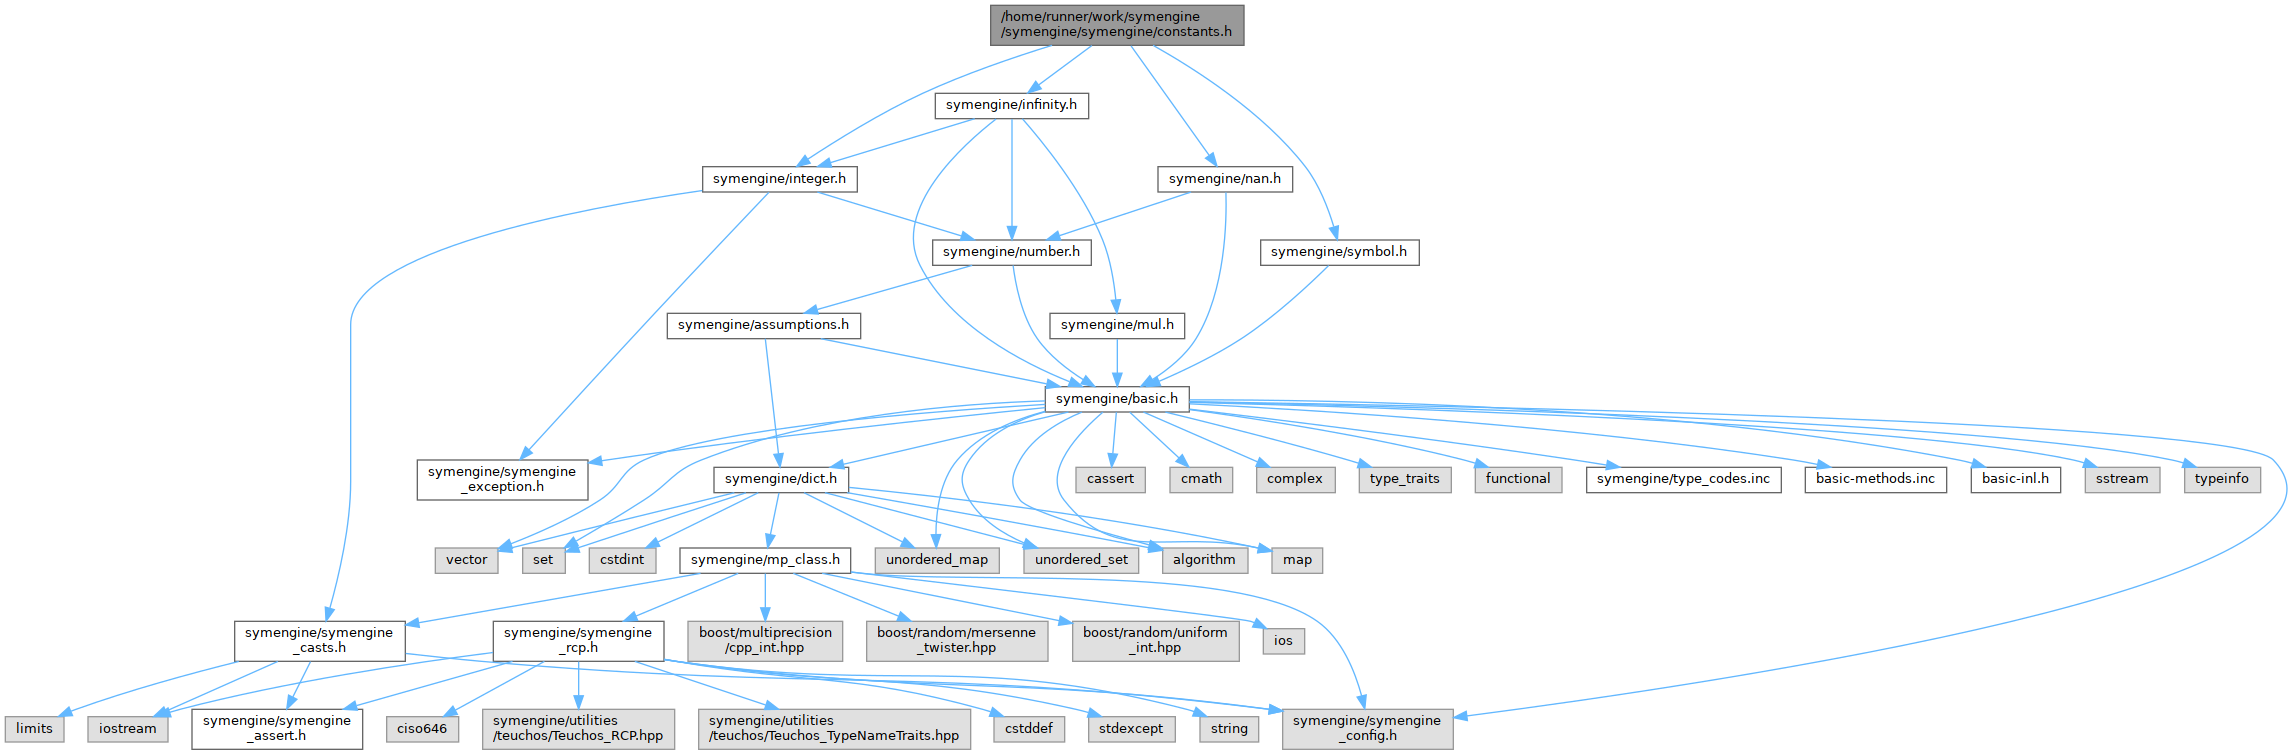 /home/runner/work/symengine
/symengine/symengine/constants.h
symengine/infinity.h
symengine/integer.h
symengine/nan.h
symengine/number.h
symengine/symbol.h
symengine/assumptions.h
symengine/mul.h
symengine/basic.h
symengine/symengine
_exception.h
symengine/dict.h
cassert
cmath
complex
type_traits
functional
symengine/type_codes.inc
basic-methods.inc
basic-inl.h
sstream
typeinfo
vector
set
cstdint
symengine/mp_class.h
unordered_map
unordered_set
algorithm
map
symengine/symengine
_casts.h
symengine/symengine
_rcp.h
boost/multiprecision
/cpp_int.hpp
boost/random/mersenne
_twister.hpp
boost/random/uniform
_int.hpp
ios
limits
iostream
symengine/symengine
_assert.h
ciso646
symengine/utilities
/teuchos/Teuchos_RCP.hpp
symengine/utilities
/teuchos/Teuchos_TypeNameTraits.hpp
cstddef
stdexcept
string
symengine/symengine
_config.h